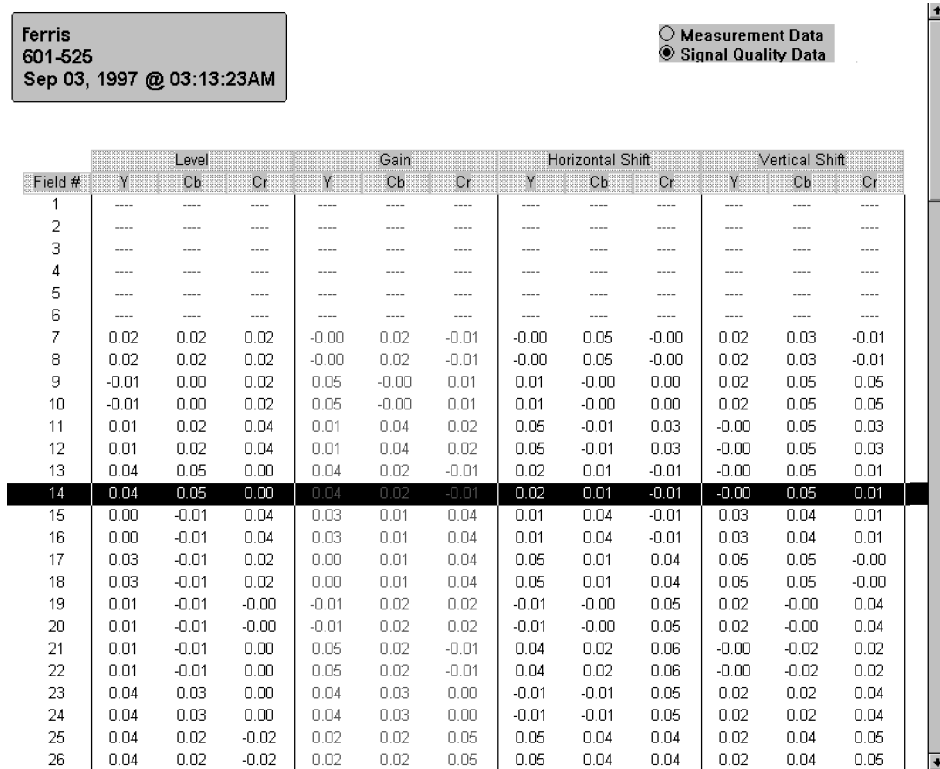 Ferris
601-525
Sep 03, 1997 @ 03:13:23AM
Measurement Data
Signal Quality Data
Level Gain Horizontal Shift Vertical Shift
Field # Y Cb Cr Y Cb Cr Y Cb Cr Y Cb Cr
1 ---- ---- ---- ---- ---- ---- ---- ---- ---- ---- ---- ----
2 ---- ---- ---- ---- ---- ---- ---- ---- ---- ---- ---- ----
3 ---- ---- ---- ---- ---- ---- ---- ---- ---- ---- ---- ----
4 ---- ---- ---- ---- ---- ---- ---- ---- ---- ---- ---- ----
5 ---- ---- ---- ---- ---- ---- ---- ---- ---- ---- ---- ----
6 ---- ---- ---- ---- ---- ---- ---- ---- ---- ---- ---- ----
7 0.02 0.02 0.02 -0.00 0.02 -0.01 -0.00 0.05 -0.00 0.02 0.03 -0.01
8 0.02 0.02 0.02 -0.00 0.02 -0.01 -0.00 0.05 -0.00 0.02 0.03 -0.01
9 -0.01 0.00 0.02 0.05 -0.00 0.01 0.01 -0.00 0.00 0.02 0.05 0.05
10 -0.01 0.00 0.02 0.05 -0.00 0.01 0.01 -0.00 0.00 0.02 0.05 0.05
11 0.01 0.02 0.04 0.01 0.04 0.02 0.05 -0.01 0.03 -0.00 0.05 0.03
12 0.01 0.02 0.04 0.01 0.04 0.02 0.05 -0.01 0.03 -0.00 0.05 0.03
13 0.04 0.05 0.00 0.04 0.02 -0.01 0.02 0.01 -0.01 -0.00 0.05 0.01
14 0.04 0.05 0.00 0.04 0.02 -0.01 0.02 0.01 -0.01 -0.00 0.05 0.01
15 0.00 -0.01 0.04 0.03 0.01 0.04 0.01 0.04 -0.01 0.03 0.04 0.01
16 0.00 -0.01 0.04 0.03 0.01 0.04 0.01 0.04 -0.01 0.03 0.04 0.01
17 0.03 -0.01 0.02 0.00 0.01 0.04 0.05 0.01 0.04 0.05 0.05 -0.00
18 0.03 -0.01 0.02 0.00 0.01 0.04 0.05 0.01 0.04 0.05 0.05 -0.00
19 0.01 -0.01 -0.00 -0.01 0.02 0.02 -0.01 -0.00 0.05 0.02 -0.00 0.04
20 0.01 -0.01 -0.00 -0.01 0.02 0.02 -0.01 -0.00 0.05 0.02 -0.00 0.04
21 0.01 -0.01 0.00 0.05 0.02 -0.01 0.04 0.02 0.06 -0.00 -0.02 0.02
22 0.01 -0.01 0.00 0.05 0.02 -0.01 0.04 0.02 0.06 -0.00 -0.02 0.02
23 0.04 0.03 0.00 0.04 0.03 0.00 -0.01 -0.01 0.05 0.02 0.02 0.04
24 0.04 0.03 0.00 0.04 0.03 0.00 -0.01 -0.01 0.05 0.02 0.02 0.04
25 0.04 0.02 -0.02 0.02 0.02 0.05 0.05 0.04 0.04 0.02 0.04 0.05
26 0.04 0.02 -0.02 0.02 0.02 0.05 0.05 0.04 0.04 0.02 0.04 0.05